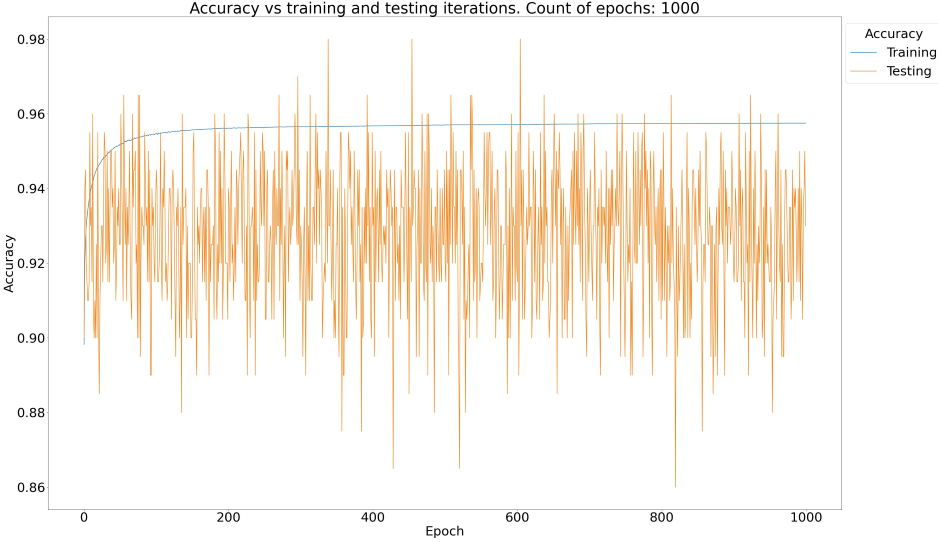 Accuracy vs training and testing iterations. Count of epochs: 1000
Accuracy
Training
Testing
0.98
0.96
0.94
0.92
0.90
0.88
0.86
Accuracy
0 200 400 600 800 1000
Epoch